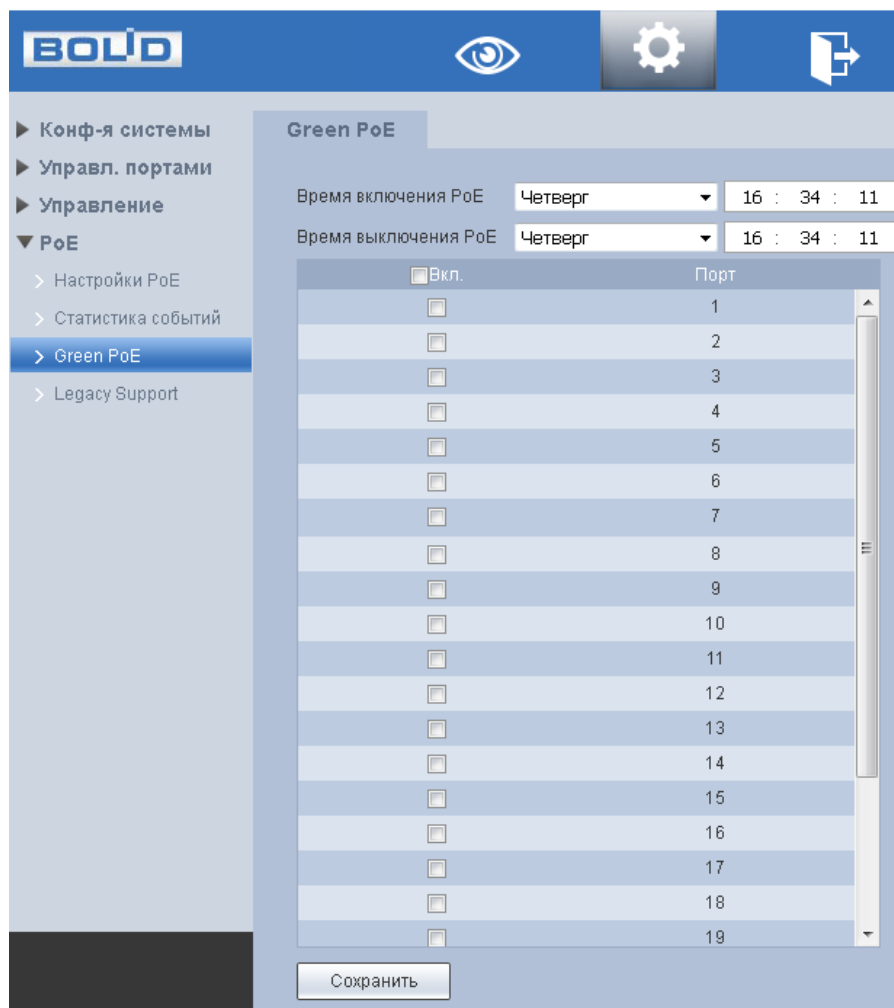 BOLID
Конф-я системы
Управл. портами
Управление
PoE
Настройки PoE
Статистика событий
Green PoE
Legacy Support
Green PoE
Время включения PoE Четверг 16 : 34 : 11
Время выключения PoE Четверг 16 : 34 : 11
Вкл. Порт
1
2
3
4
5
6
7
8
9
10
11
12
13
14
15
16
17
18
19
Сохранить